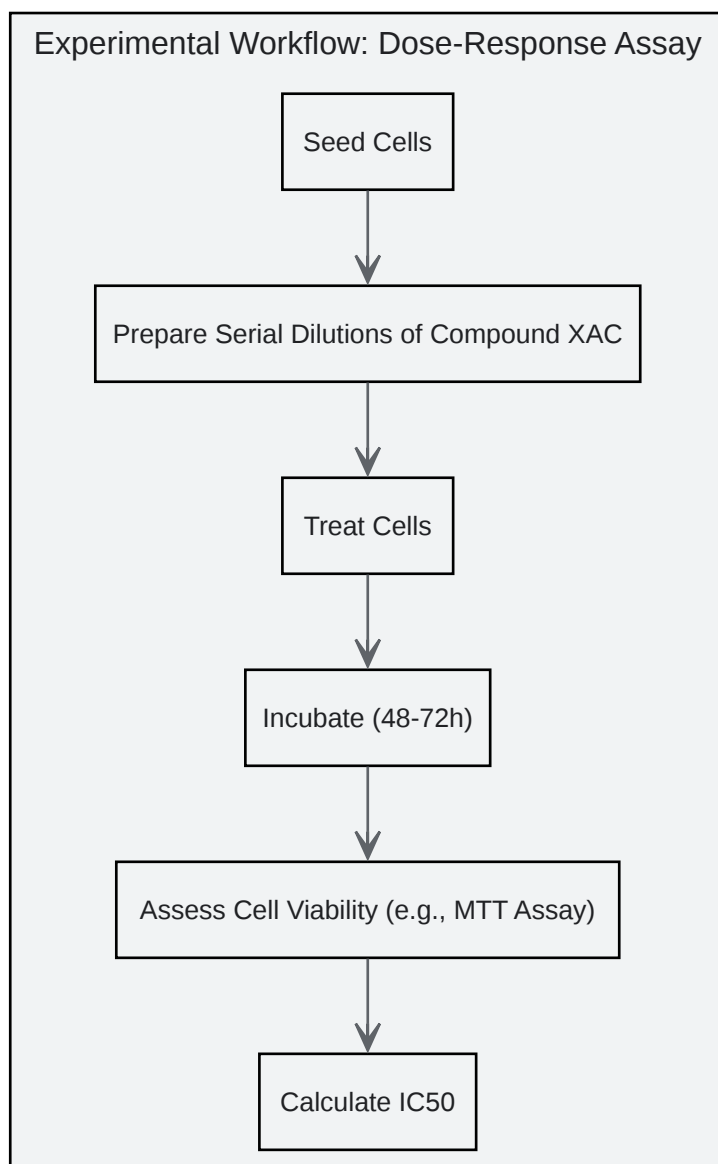 Experimental Workflow: Dose-Response Assay
Seed Cells
Prepare Serial Dilutions of Compound XAC
Treat Cells
Incubate (48-72h)
Assess Cell Viability (e.g., MTT Assay)
Calculate IC50